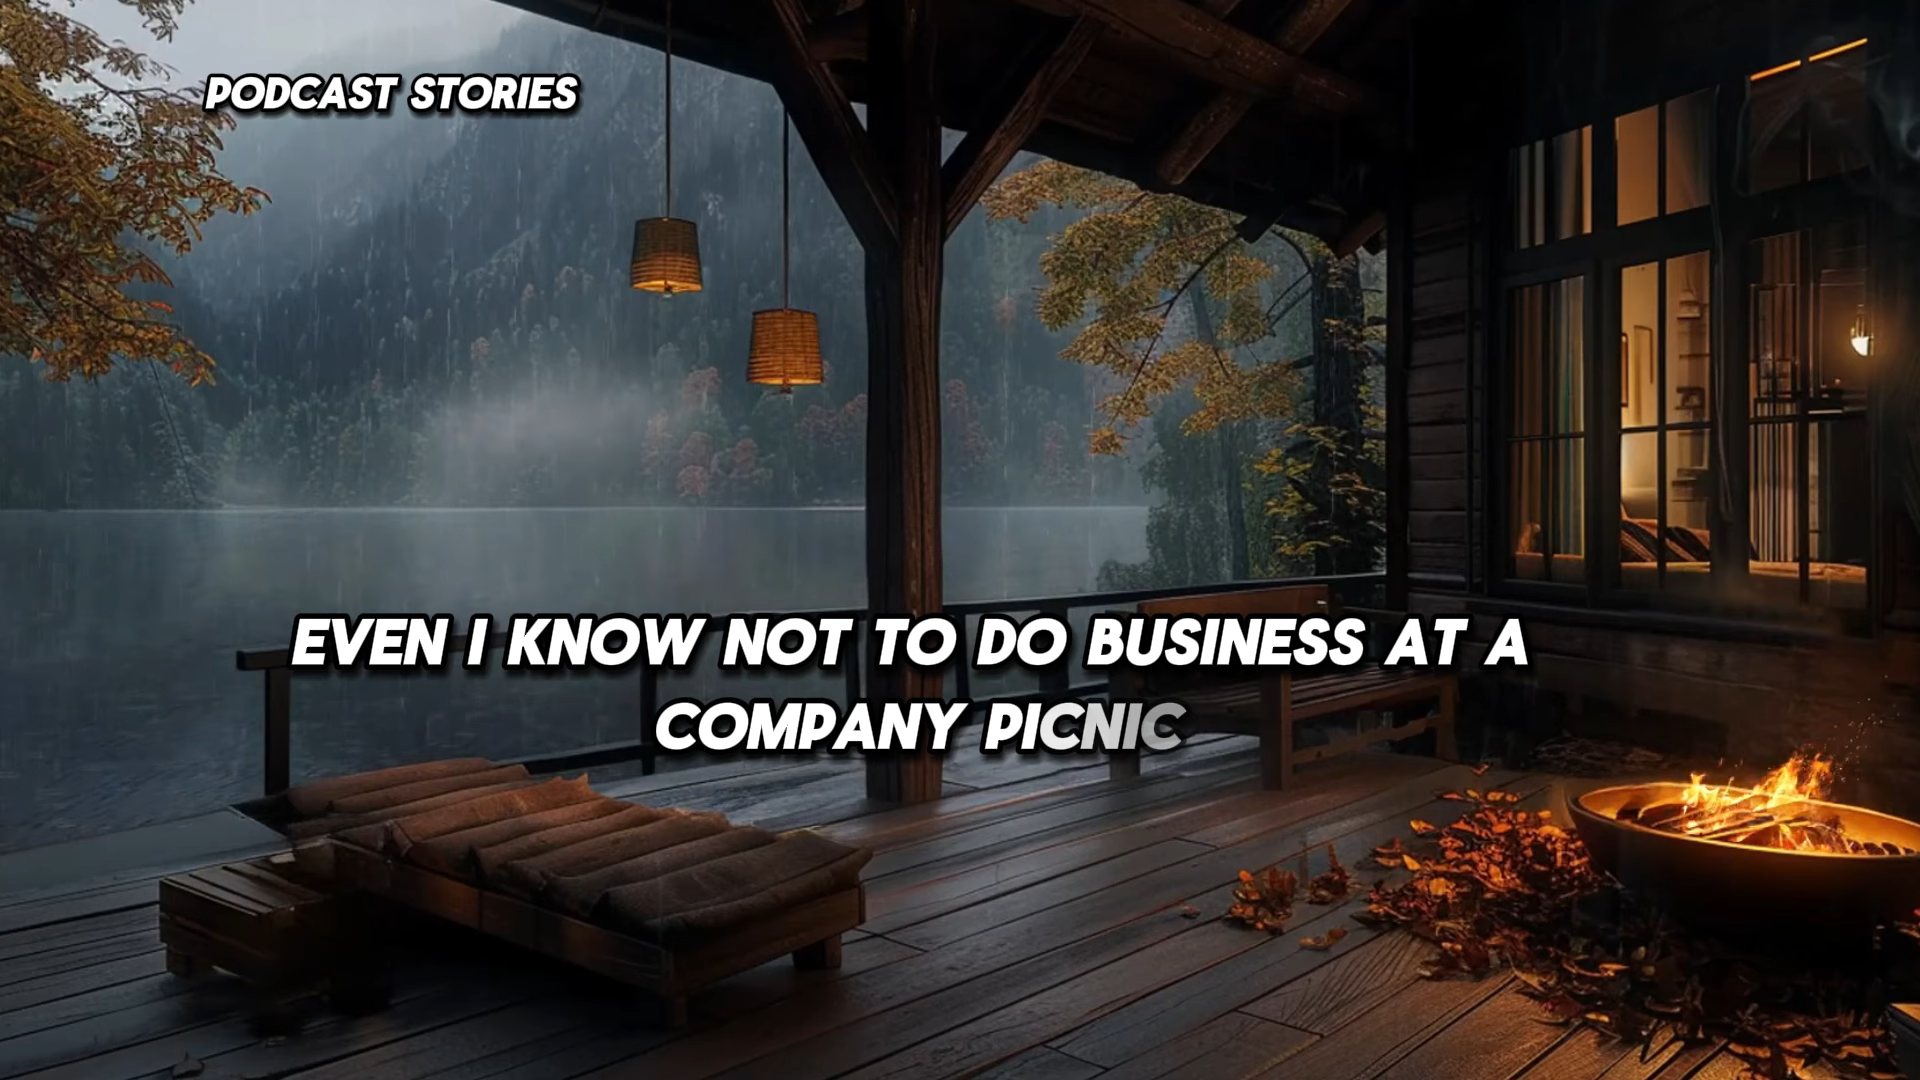 PODCAST STORIES
EVEN I KNOW NOT TO DO BUSINESS AT A
COMPANY PICNIC